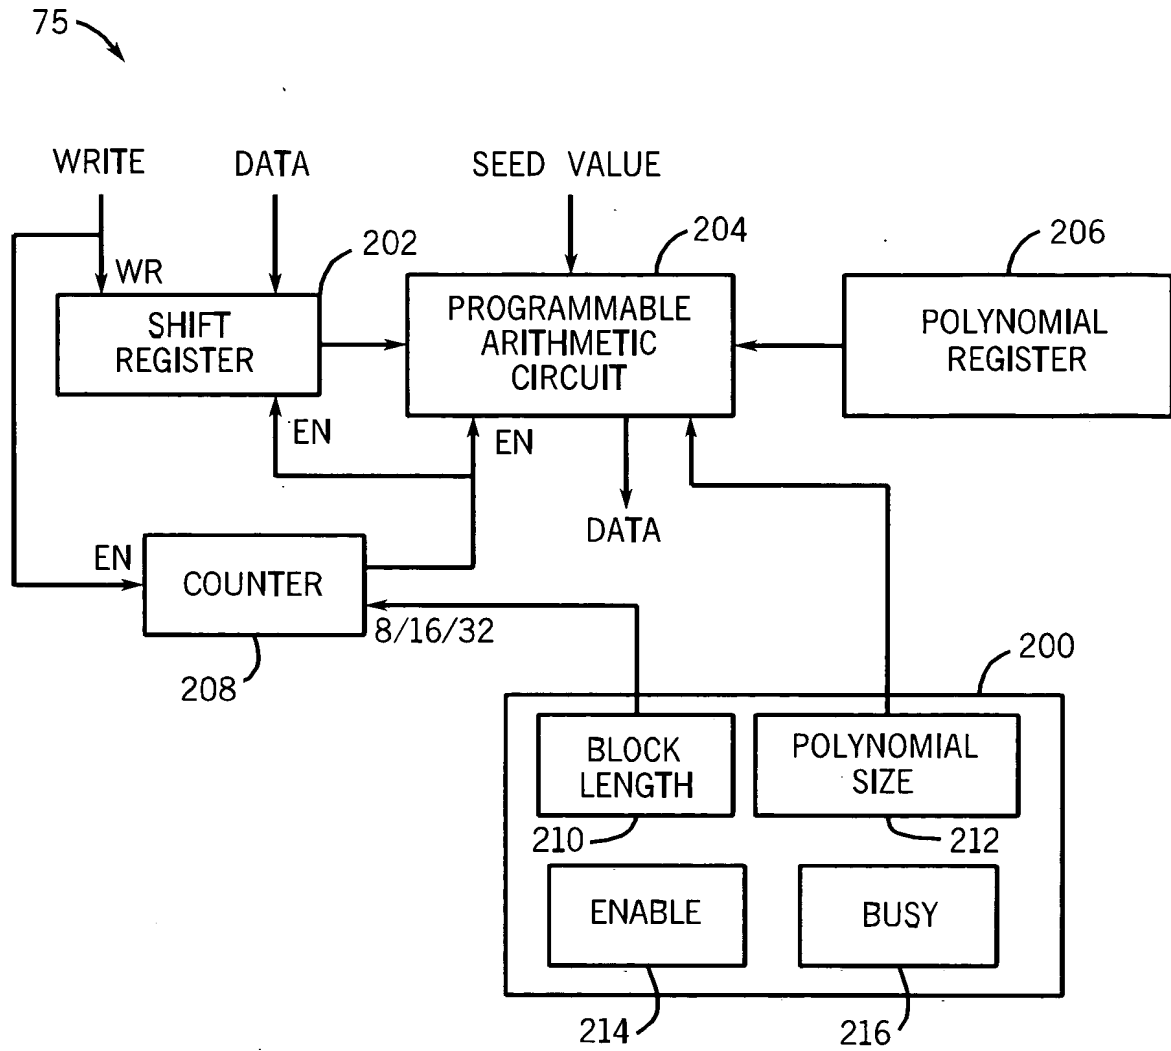 75
WRITE
DATA
SEED VALUE
202
204
206
WR
SHIFT
REGISTER
PROGRAMMABLE
ARITHMETIC
CIRCUIT
POLYNOMIAL
REGISTER
EN
EN
DATA
EN
COUNTER
8/16/32
208
200
BLOCK
LENGTH
POLYNOMIAL
SIZE
210
212
ENABLE
BUSY
214
216